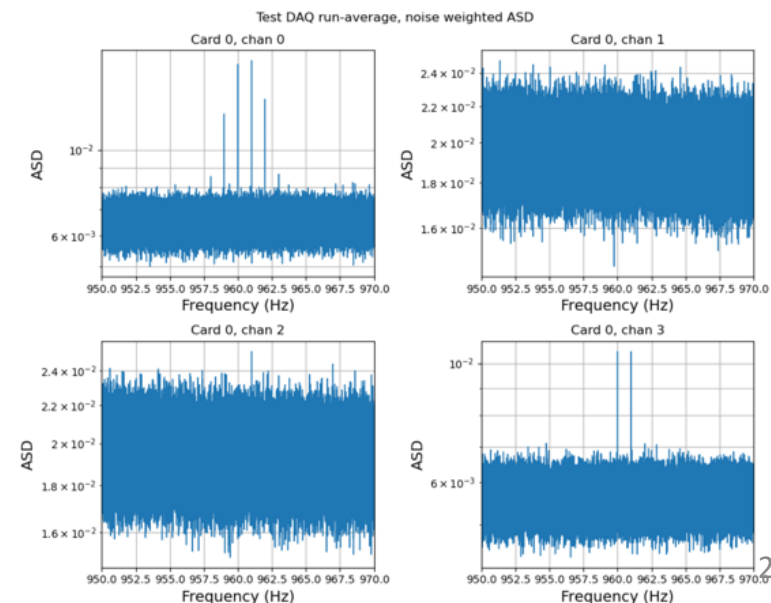 Test DAQ run-average, noise weighted ASD
Card 0, chan 0
ASD
10⁻²
6 × 10⁻³
950.0 952.5 955.0 957.5 960.0 962.5 965.0 967.5 970.0
Frequency (Hz)
Card 0, chan 1
ASD
2.4 × 10⁻²
2.2 × 10⁻²
2 × 10⁻²
1.8 × 10⁻²
1.6 × 10⁻²
950.0 952.5 955.0 957.5 960.0 962.5 965.0 967.5 970.0
Frequency (Hz)
Card 0, chan 2
ASD
2.4 × 10⁻²
2.2 × 10⁻²
2 × 10⁻²
1.8 × 10⁻²
1.6 × 10⁻²
950.0 952.5 955.0 957.5 960.0 962.5 965.0 967.5 970.0
Frequency (Hz)
Card 0, chan 3
ASD
10⁻²
6 × 10⁻³
950.0 952.5 955.0 957.5 960.0 962.5 965.0 967.5 970.0
Frequency (Hz)
2